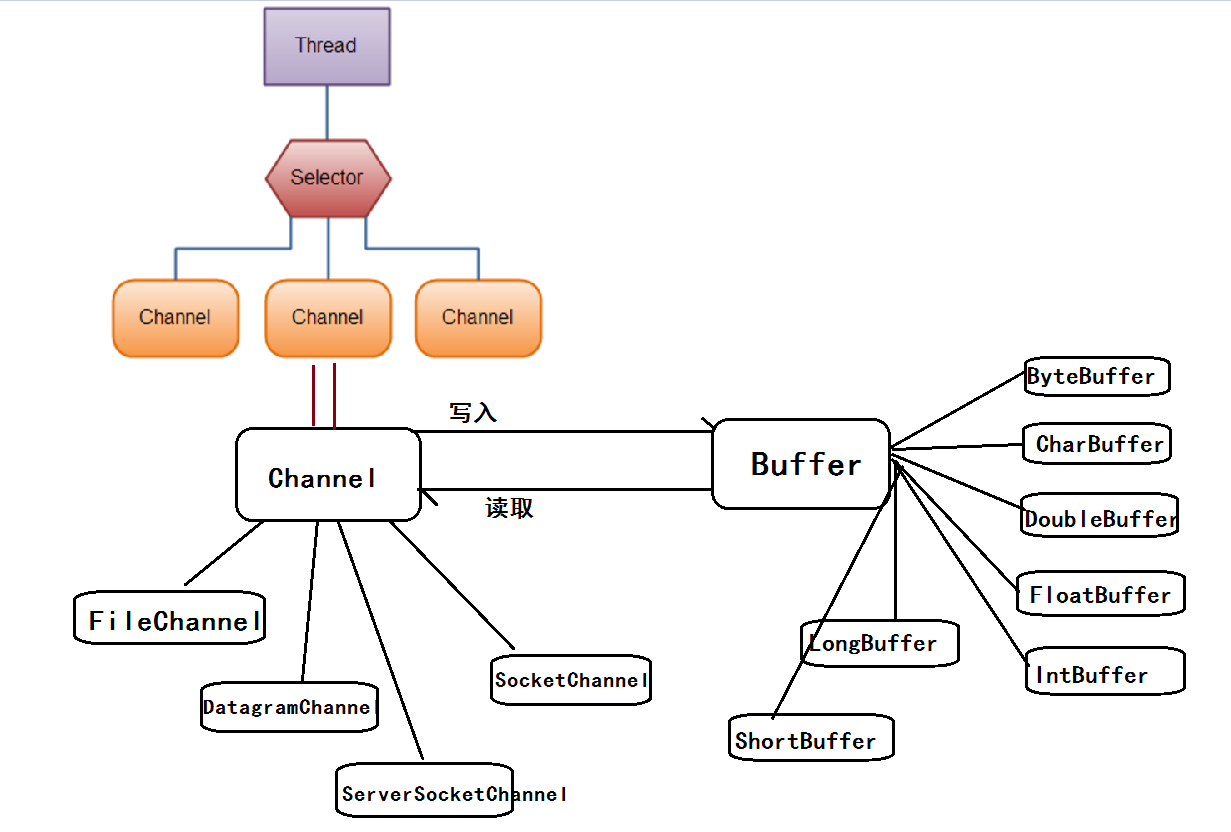 Thread
Selector
Channel
Channel
Channel
写入
Channel
Buffer
读取
ByteBuffer
CharBuffer
DoubleBuffer
FloatBuffer
IntBuffer
LongBuffer
ShortBuffer
FileChannel
DatagramChannel
SocketChannel
ServerSocketChannel